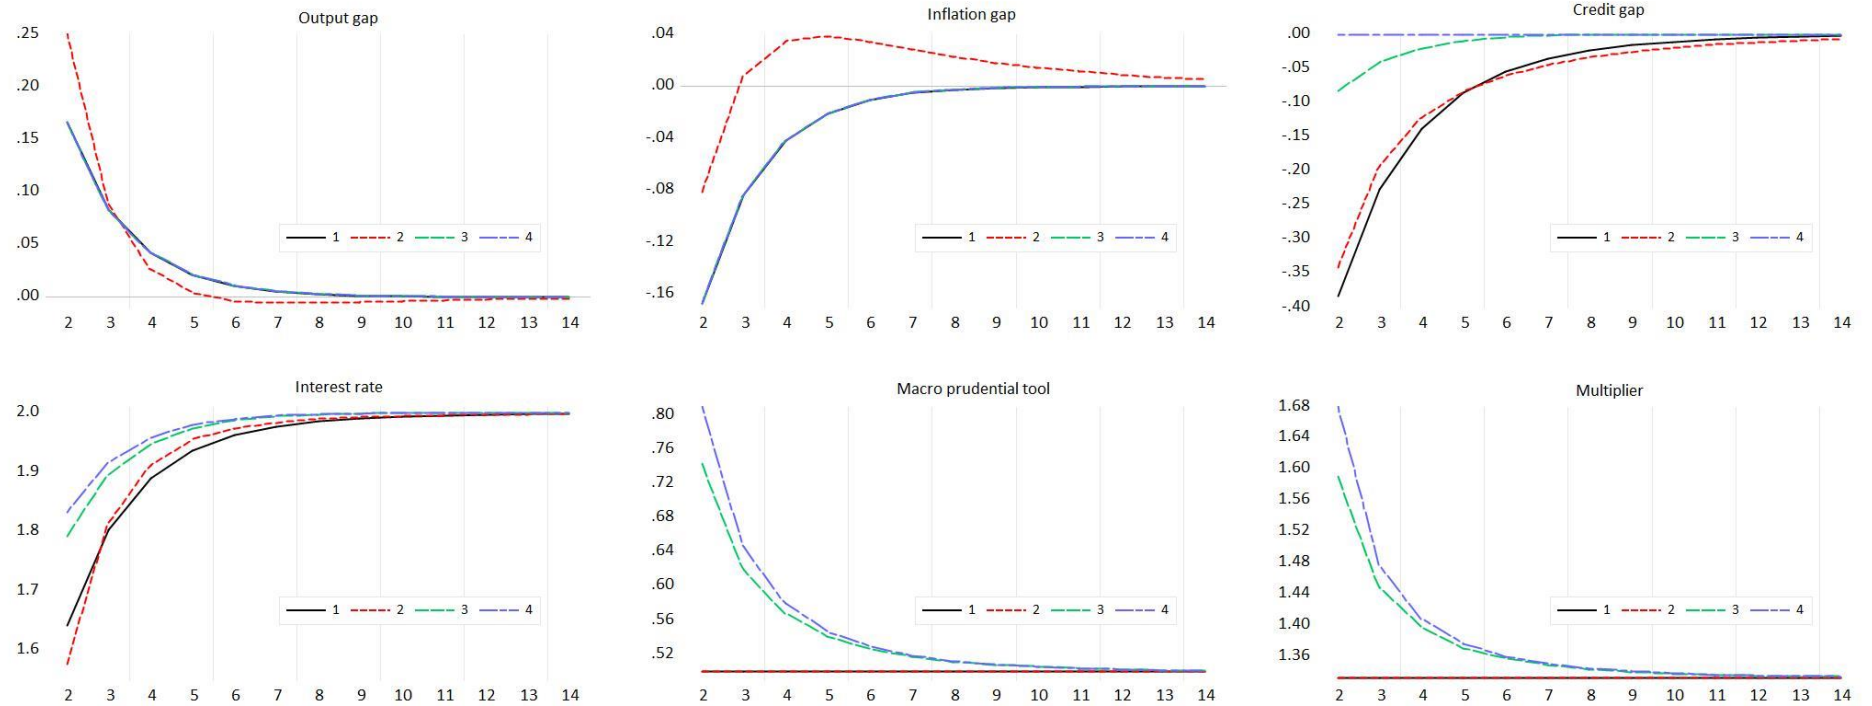 Output gap
.25
.20
.15
.10
.05
.00
1 2 3 4
2 3 4 5 6 7 8 9 10 11 12 13 14
Inflation gap
.04
.00
-.04
-.08
-.12
-.16
1 2 3 4
2 3 4 5 6 7 8 9 10 11 12 13 14
Credit gap
.00
-.05
-.10
-.15
-.20
-.25
-.30
-.35
-.40
1 2 3 4
2 3 4 5 6 7 8 9 10 11 12 13 14
Interest rate
2.0
1.9
1.8
1.7
1.6
1 2 3 4
2 3 4 5 6 7 8 9 10 11 12 13 14
Macro prudential tool
.80
.76
.72
.68
.64
.60
.56
.52
1 2 3 4
2 3 4 5 6 7 8 9 10 11 12 13 14
Multiplier
1.68
1.64
1.60
1.56
1.52
1.48
1.44
1.40
1.36
1 2 3 4
2 3 4 5 6 7 8 9 10 11 12 13 14